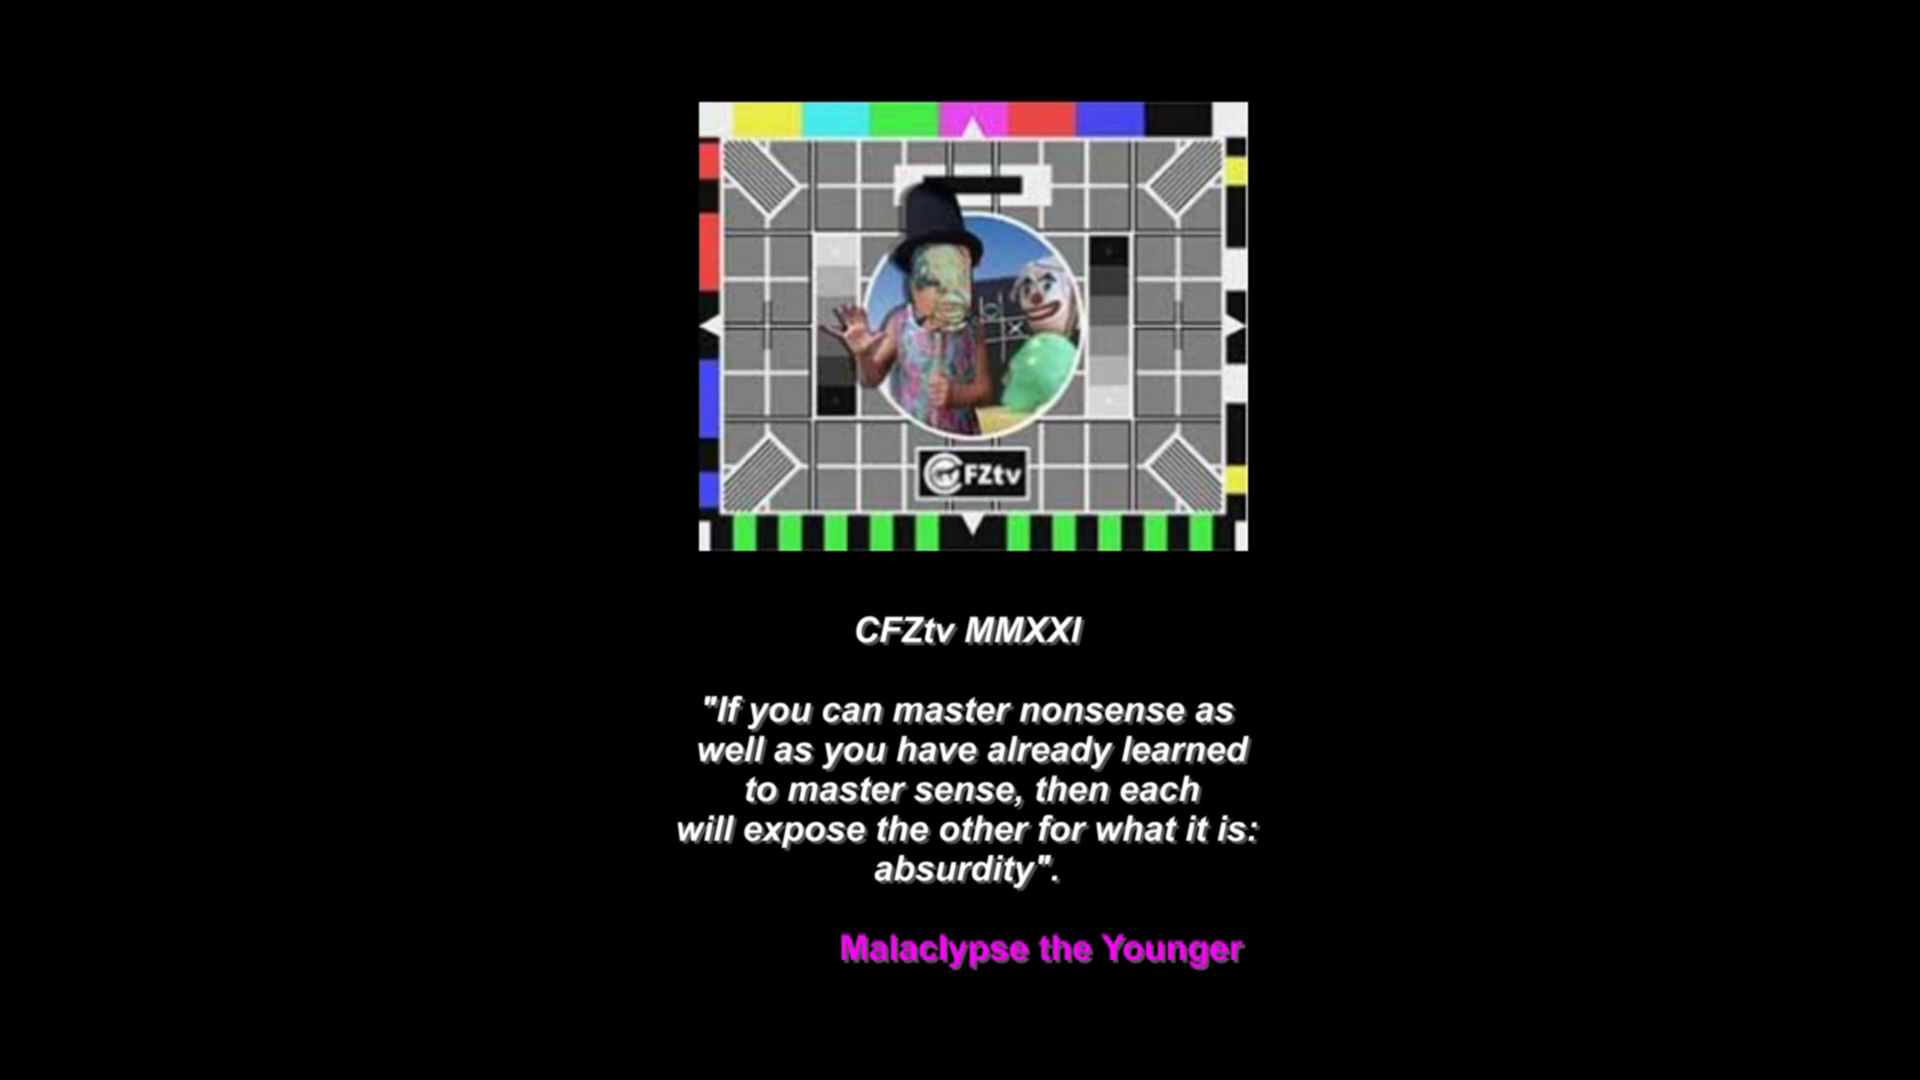 CFZtv
CFZtv MMXXI
"If you can master nonsense as
well as you have already learned
to master sense, then each
will expose the other for what it is:
absurdity".
Malaclypse the Younger